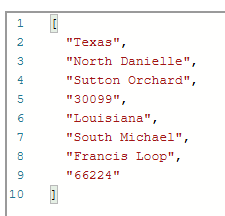 1 [
2 "Texas",
3 "North Danielle",
4 "Sutton Orchard",
5 "30099",
6 "Louisiana",
7 "South Michael",
8 "Francis Loop",
9 "66224"
10 ]